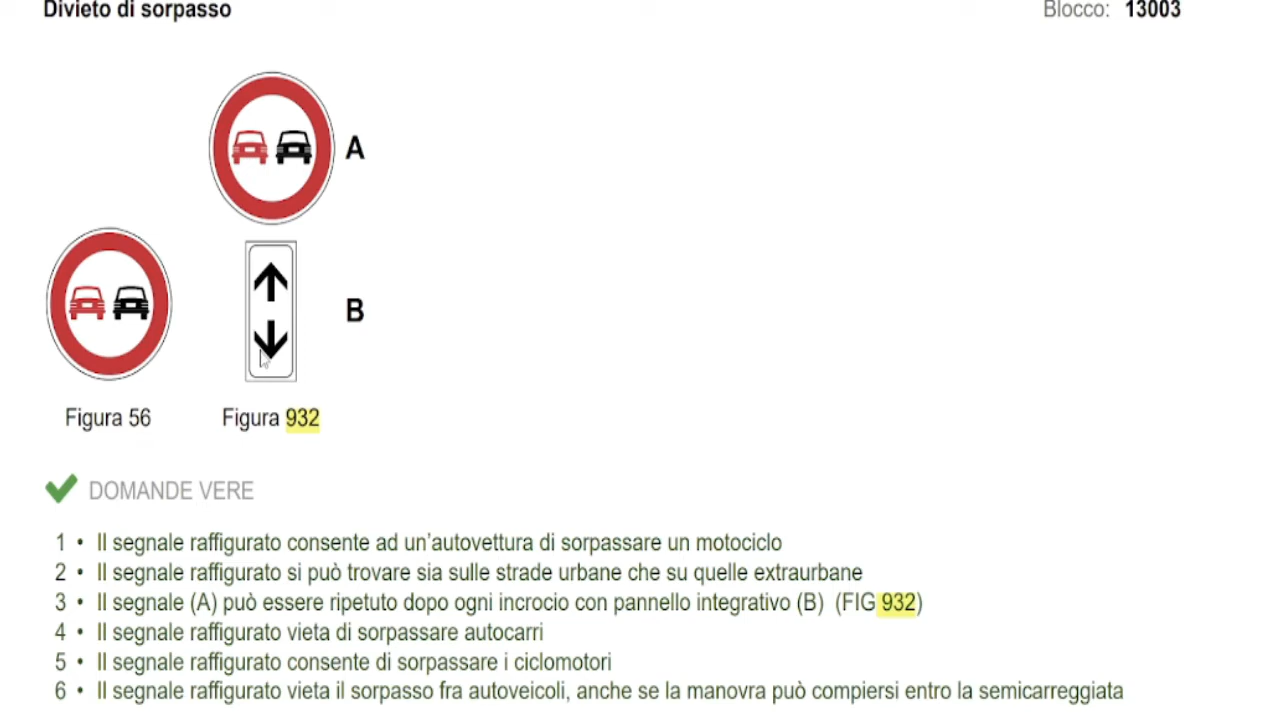 Divieto di sorpasso
Blocco: 13003
A
B
Figura 56
Figura 932
DOMANDE VERE
1 • Il segnale raffigurato consente ad un'autovettura di sorpassare un motociclo
2 • Il segnale raffigurato si può trovare sia sulle strade urbane che su quelle extraurbane
3 • Il segnale (A) può essere ripetuto dopo ogni incrocio con pannello integrativo (B) (FIG 932)
4 • Il segnale raffigurato vieta di sorpassare autocarri
5 • Il segnale raffigurato consente di sorpassare i ciclomotori
6 • Il segnale raffigurato vieta il sorpasso fra autoveicoli, anche se la manovra può compiersi entro la semicarreggiata